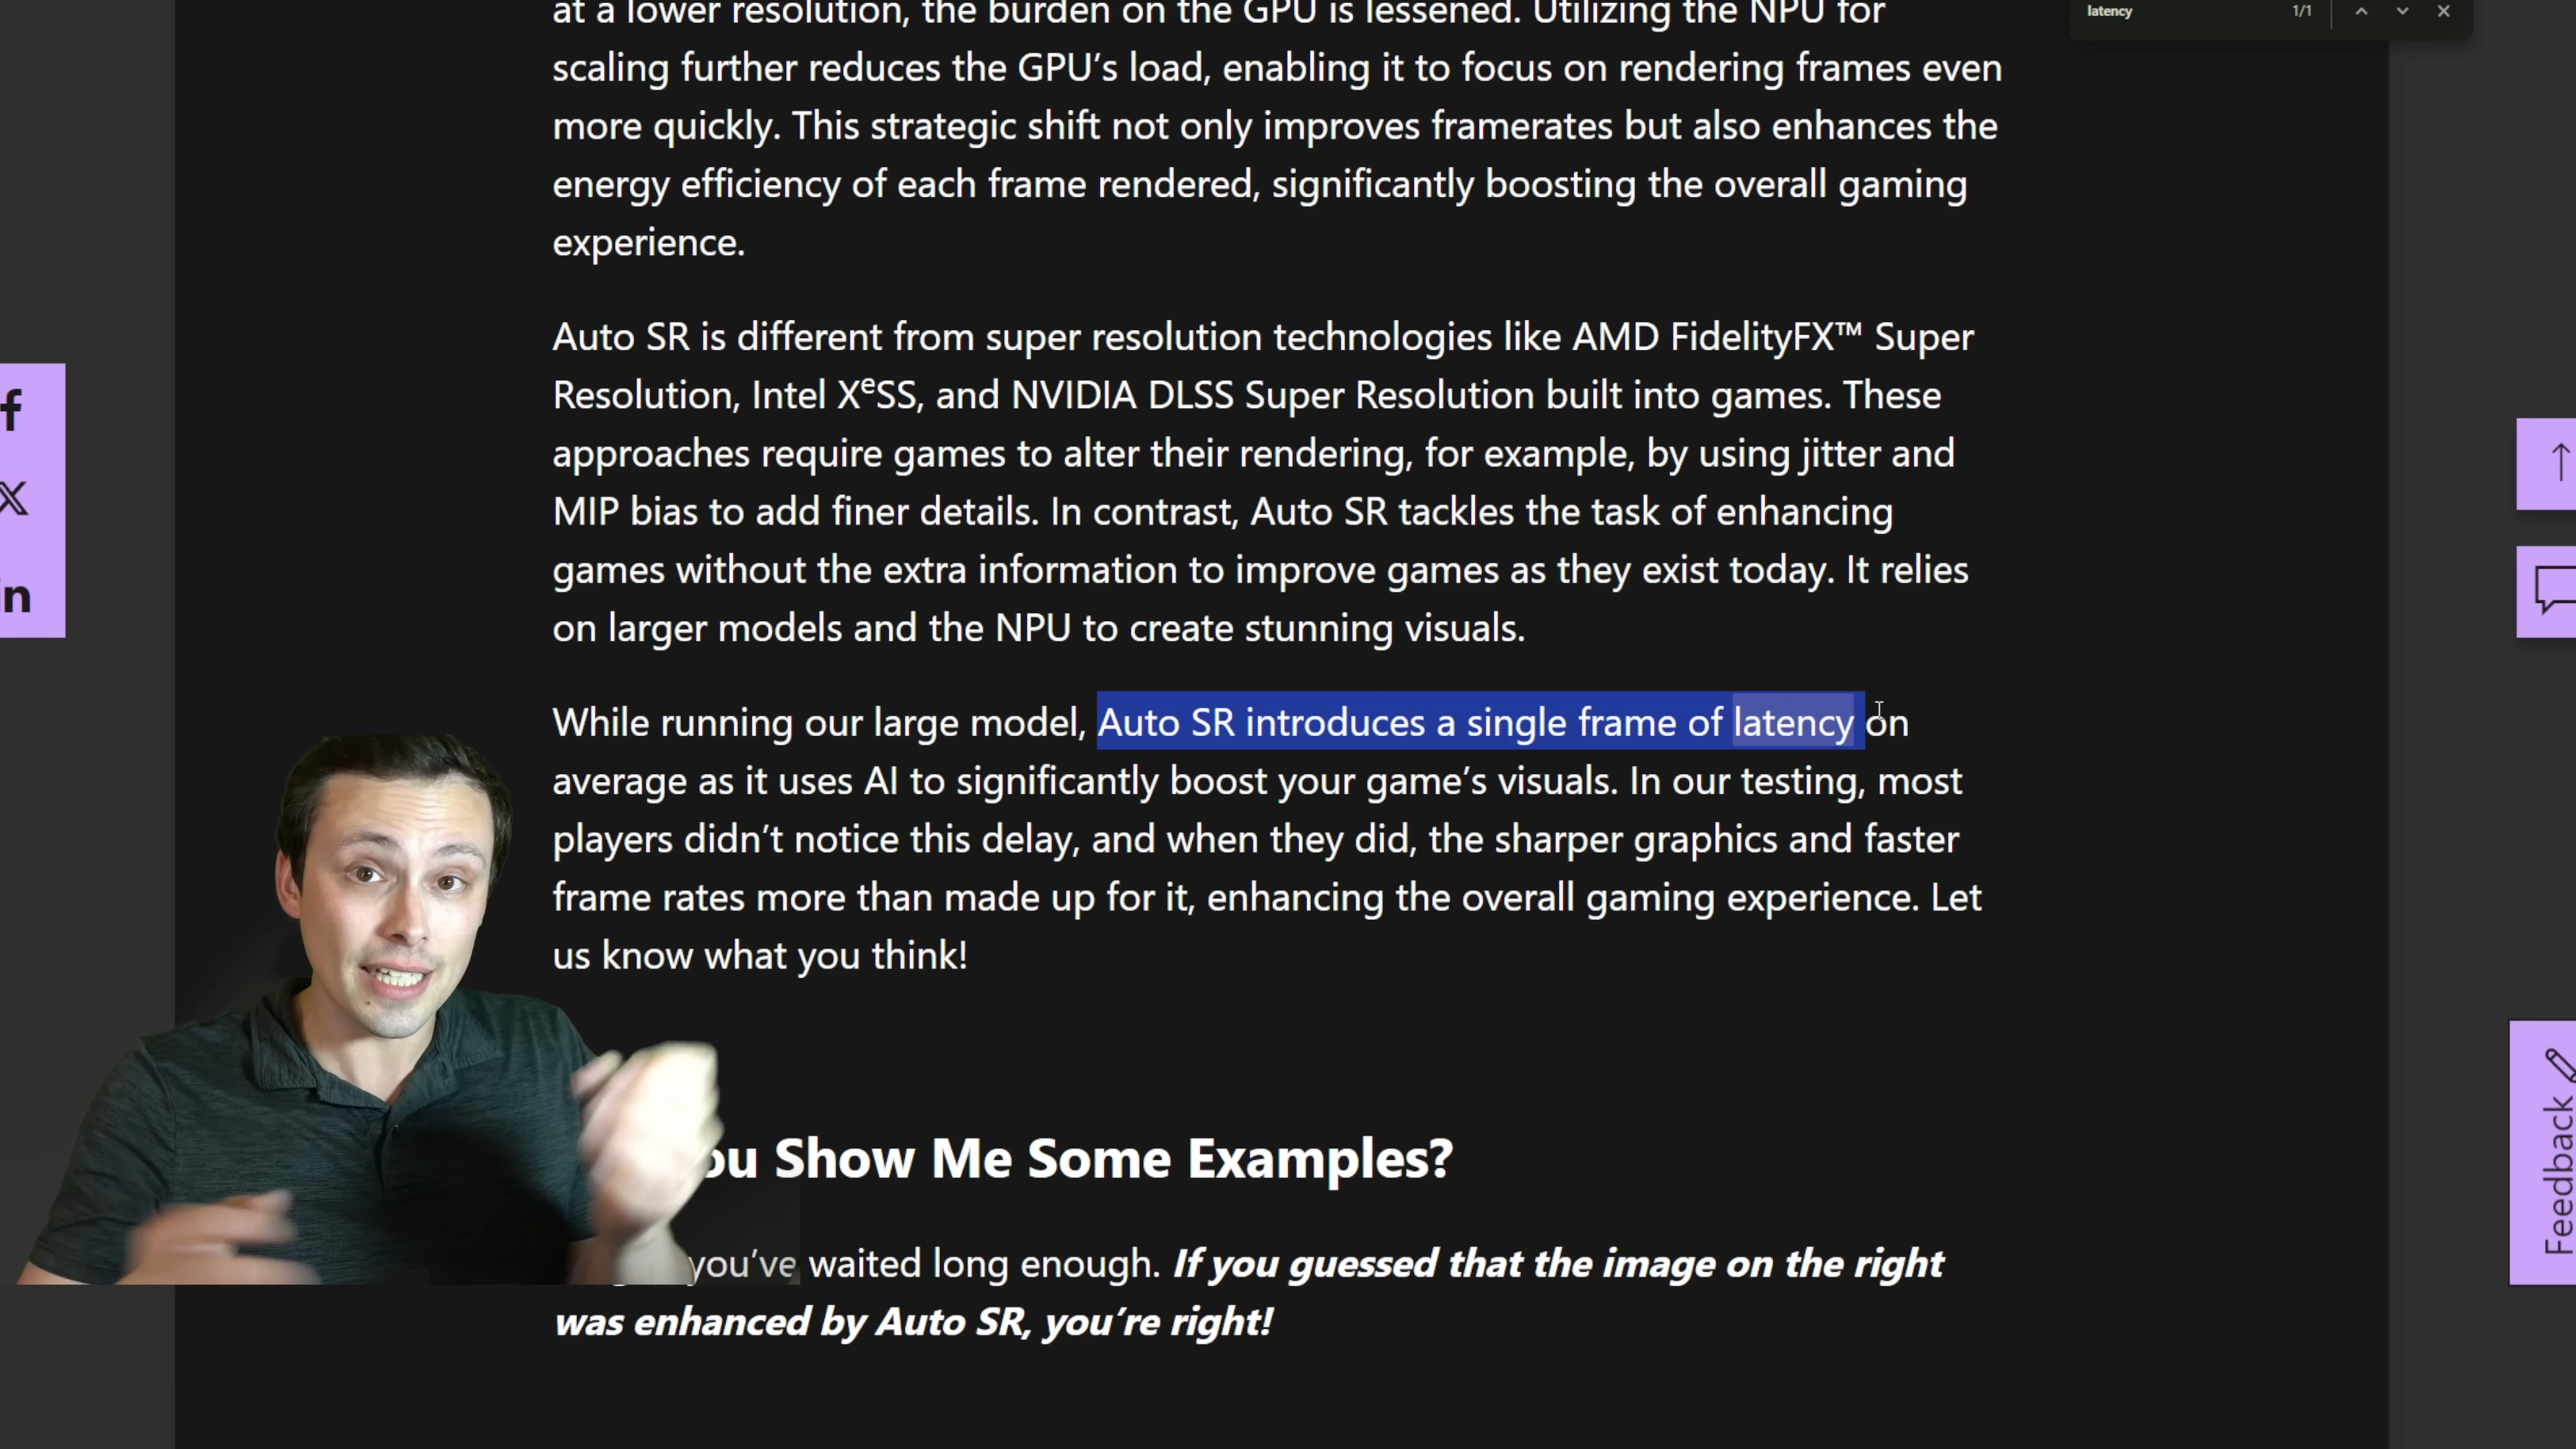 at a lower resolution, the burden on the GPU is lessened. Utilizing the NPU for
latency 1/1
scaling further reduces the GPU’s load, enabling it to focus on rendering frames even
more quickly. This strategic shift not only improves framerates but also enhances the
energy efficiency of each frame rendered, significantly boosting the overall gaming
experience.
Auto SR is different from super resolution technologies like AMD FidelityFX™ Super
Resolution, Intel XᵉSS, and NVIDIA DLSS Super Resolution built into games. These
approaches require games to alter their rendering, for example, by using jitter and
MIP bias to add finer details. In contrast, Auto SR tackles the task of enhancing
games without the extra information to improve games as they exist today. It relies
on larger models and the NPU to create stunning visuals.
While running our large model, Auto SR introduces a single frame of latency on
average as it uses AI to significantly boost your game’s visuals. In our testing, most
players didn’t notice this delay, and when they did, the sharper graphics and faster
frame rates more than made up for it, enhancing the overall gaming experience. Let
us know what you think!
ou Show Me Some Examples?
you’ve waited long enough. If you guessed that the image on the right
was enhanced by Auto SR, you’re right!
f
X
in
Feedback